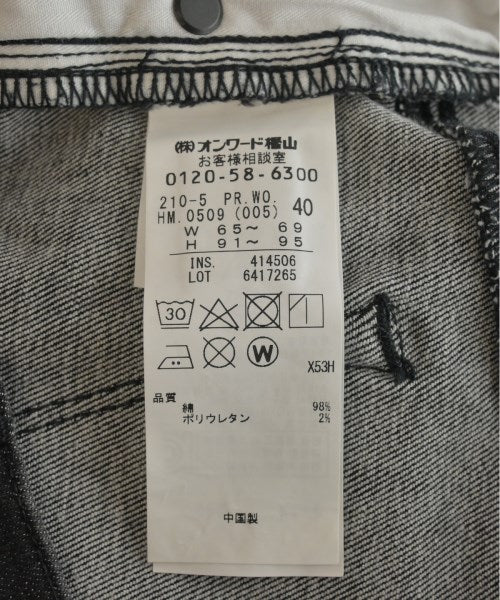 ㈱オンワード樫山
お客様相談室
0120-58-6300
210-5 PR.WO.
HM.0509 (005) 40
W 65〜 69
H 91〜 95
INS. 414506
LOT 6417265
30
W
X53H
品質
綿 98%
ポリウレタン 2%
中国製